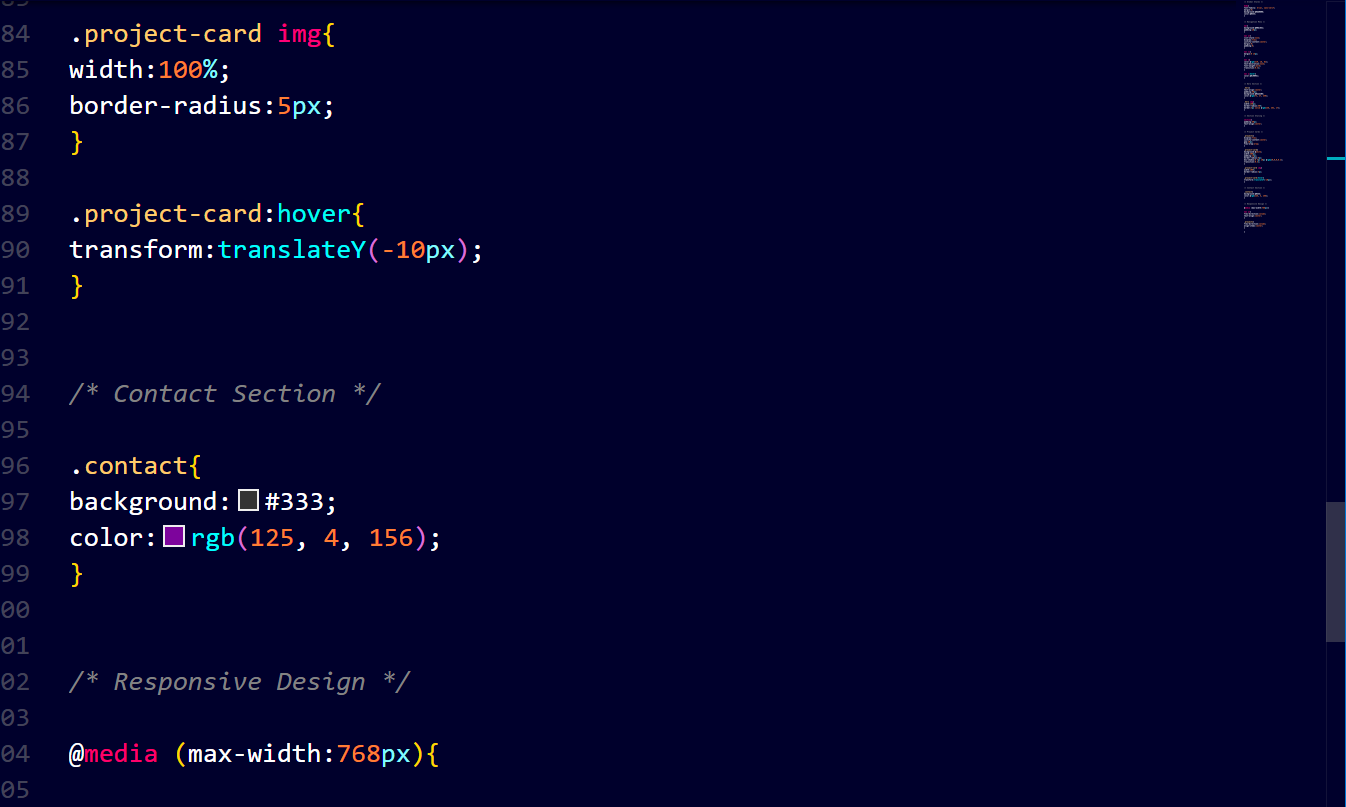 84 .project-card img{
85 width:100%;
86 border-radius:5px;
87 }
88
89 .project-card:hover{
90 transform:translateY(-10px);
91 }
92
93
94 /* Contact Section */
95
96 .contact{
97 background:#333;
98 color:rgb(125, 4, 156);
99 }
00
01
02 /* Responsive Design */
03
04 @media (max-width:768px){
05